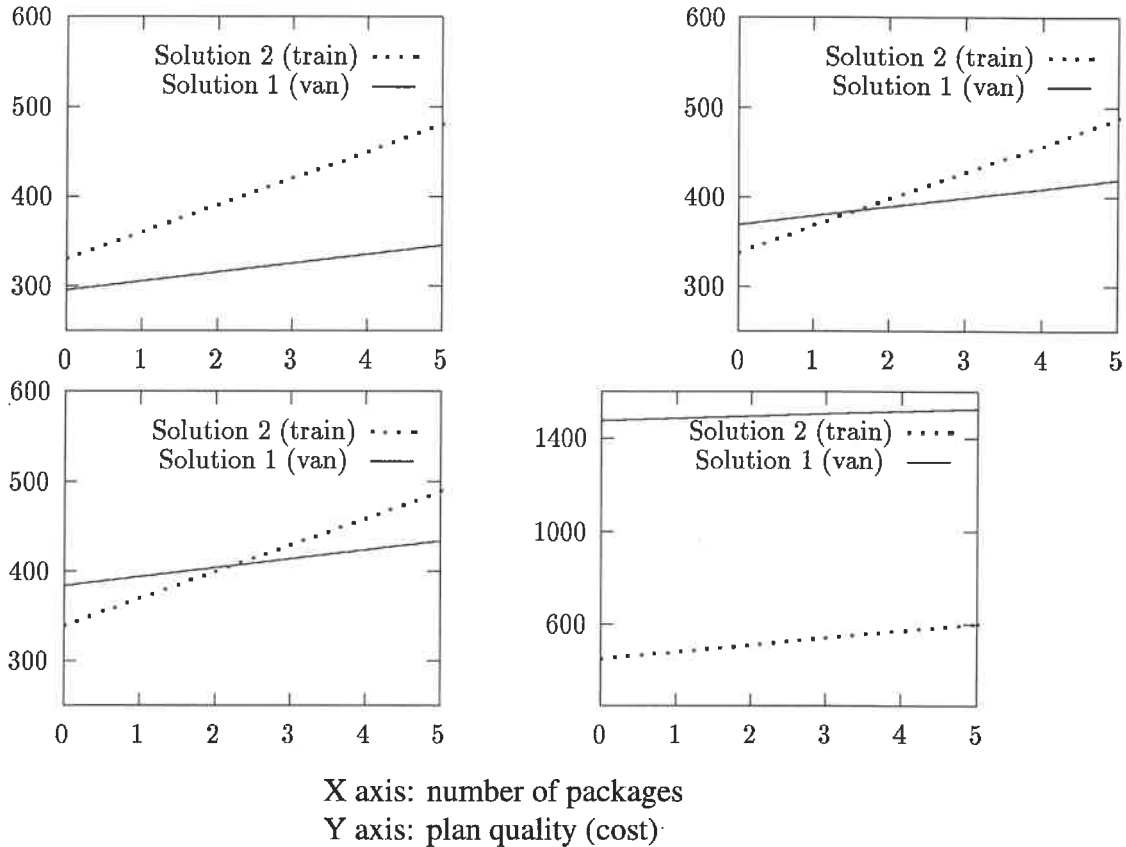 600
500
400
300
Solution 2 (train)
Solution 1 (van)
0 1 2 3 4 5
600
500
400
300
Solution 2 (train)
Solution 1 (van)
0 1 2 3 4 5
600
500
400
300
Solution 2 (train)
Solution 1 (van)
0 1 2 3 4 5
1400
1000
600
Solution 2 (train)
Solution 1 (van)
0 1 2 3 4 5
X axis: number of packages
Y axis: plan quality (cost)